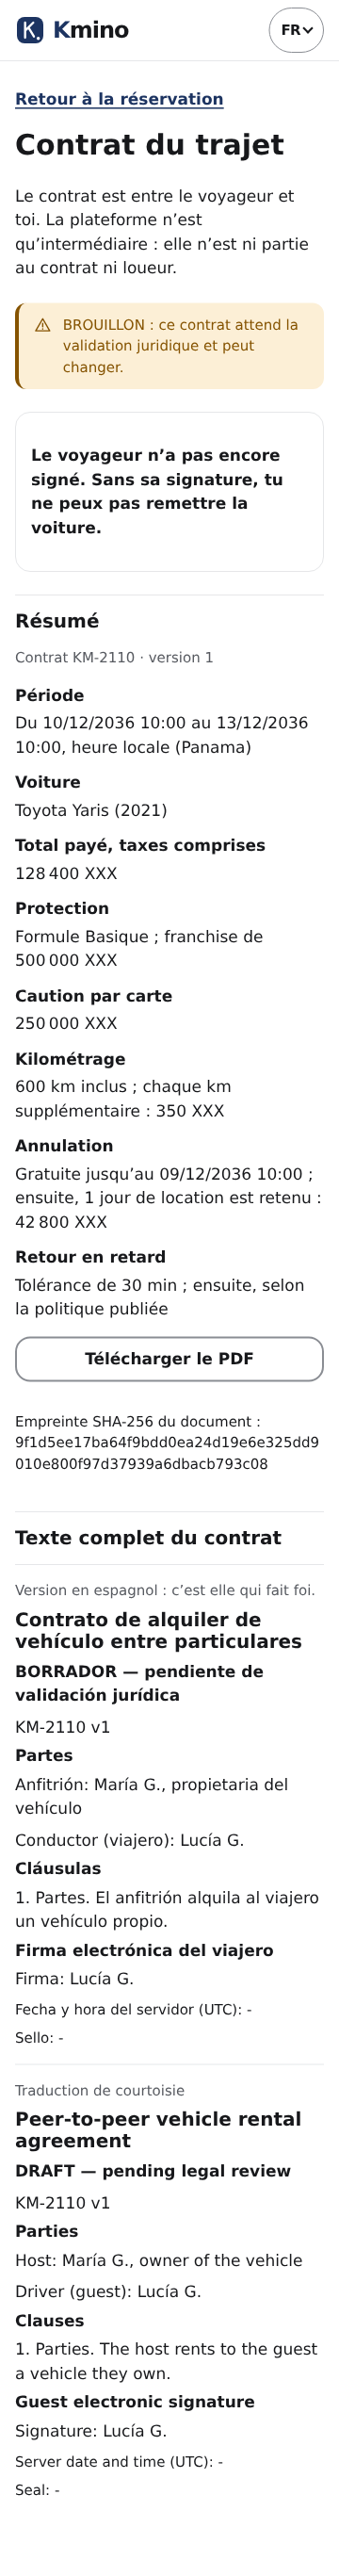 Kmino
FR
Retour à la réservation
Contrat du trajet
Le contrat est entre le voyageur et
toi. La plateforme n’est
qu’intermédiaire : elle n’est ni partie
au contrat ni loueur.
BROUILLON : ce contrat attend la
validation juridique et peut
changer.
Le voyageur n’a pas encore
signé. Sans sa signature, tu
ne peux pas remettre la
voiture.
Résumé
Contrat KM-2110 · version 1
Période
Du 10/12/2036 10:00 au 13/12/2036
10:00, heure locale (Panama)
Voiture
Toyota Yaris (2021)
Total payé, taxes comprises
128 400 XXX
Protection
Formule Basique ; franchise de
500 000 XXX
Caution par carte
250 000 XXX
Kilométrage
600 km inclus ; chaque km
supplémentaire : 350 XXX
Annulation
Gratuite jusqu’au 09/12/2036 10:00 ;
ensuite, 1 jour de location est retenu :
42 800 XXX
Retour en retard
Tolérance de 30 min ; ensuite, selon
la politique publiée
Télécharger le PDF
Empreinte SHA-256 du document :
9f1d5ee17ba64f9bdd0ea24d19e6e325dd9
010e800f97d37939a6dbacb793c08
Texte complet du contrat
Version en espagnol : c’est elle qui fait foi.
Contrato de alquiler de
vehículo entre particulares
BORRADOR — pendiente de
validación jurídica
KM-2110 v1
Partes
Anfitrión: María G., propietaria del
vehículo
Conductor (viajero): Lucía G.
Cláusulas
1. Partes. El anfitrión alquila al viajero
un vehículo propio.
Firma electrónica del viajero
Firma: Lucía G.
Fecha y hora del servidor (UTC): -
Sello: -
Traduction de courtoisie
Peer-to-peer vehicle rental
agreement
DRAFT — pending legal review
KM-2110 v1
Parties
Host: María G., owner of the vehicle
Driver (guest): Lucía G.
Clauses
1. Parties. The host rents to the guest
a vehicle they own.
Guest electronic signature
Signature: Lucía G.
Server date and time (UTC): -
Seal: -